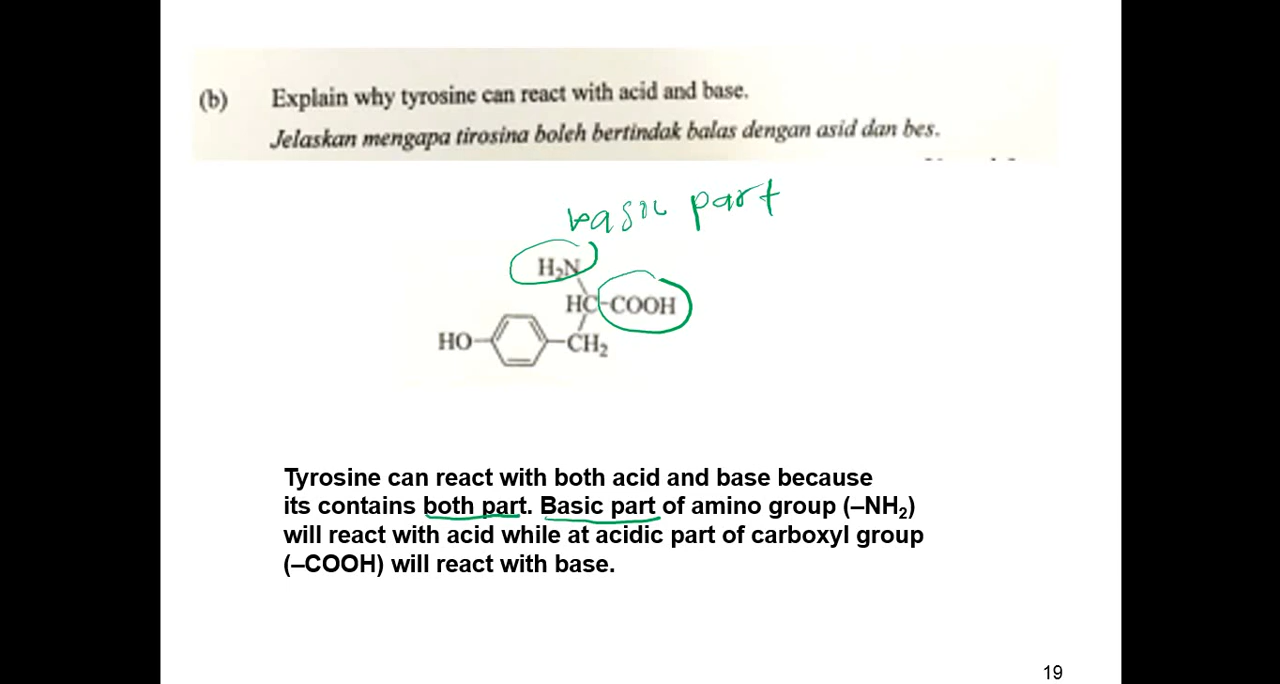 (b) Explain why tyrosine can react with acid and base.
Jelaskan mengapa tirosina boleh bertindak balas dengan asid dan bes.
basic part
H₂N
HC-COOH
HO- -CH₂
Tyrosine can react with both acid and base because
its contains both part. Basic part of amino group (–NH₂)
will react with acid while at acidic part of carboxyl group
(–COOH) will react with base.
19